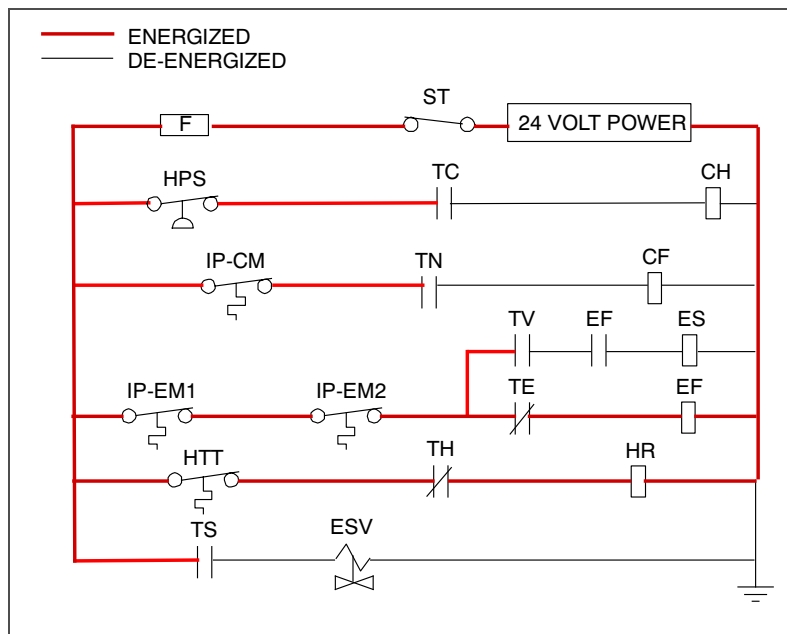 ENERGIZED
DE-ENERGIZED
ST
F
24 VOLT POWER
HPS
TC
CH
IP-CM
TN
CF
TV
EF
ES
IP-EM1
IP-EM2
TE
EF
HTT
TH
HR
TS
ESV